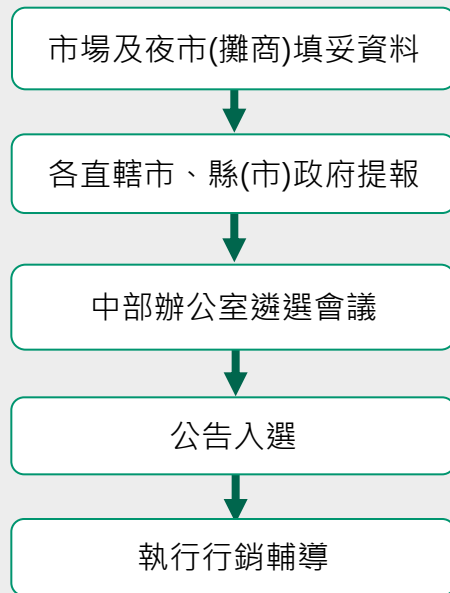 市場及夜市(攤商)填妥資料
各直轄市、縣(市)政府提報
中部辦公室遴選會議
公告入選
執行行銷輔導